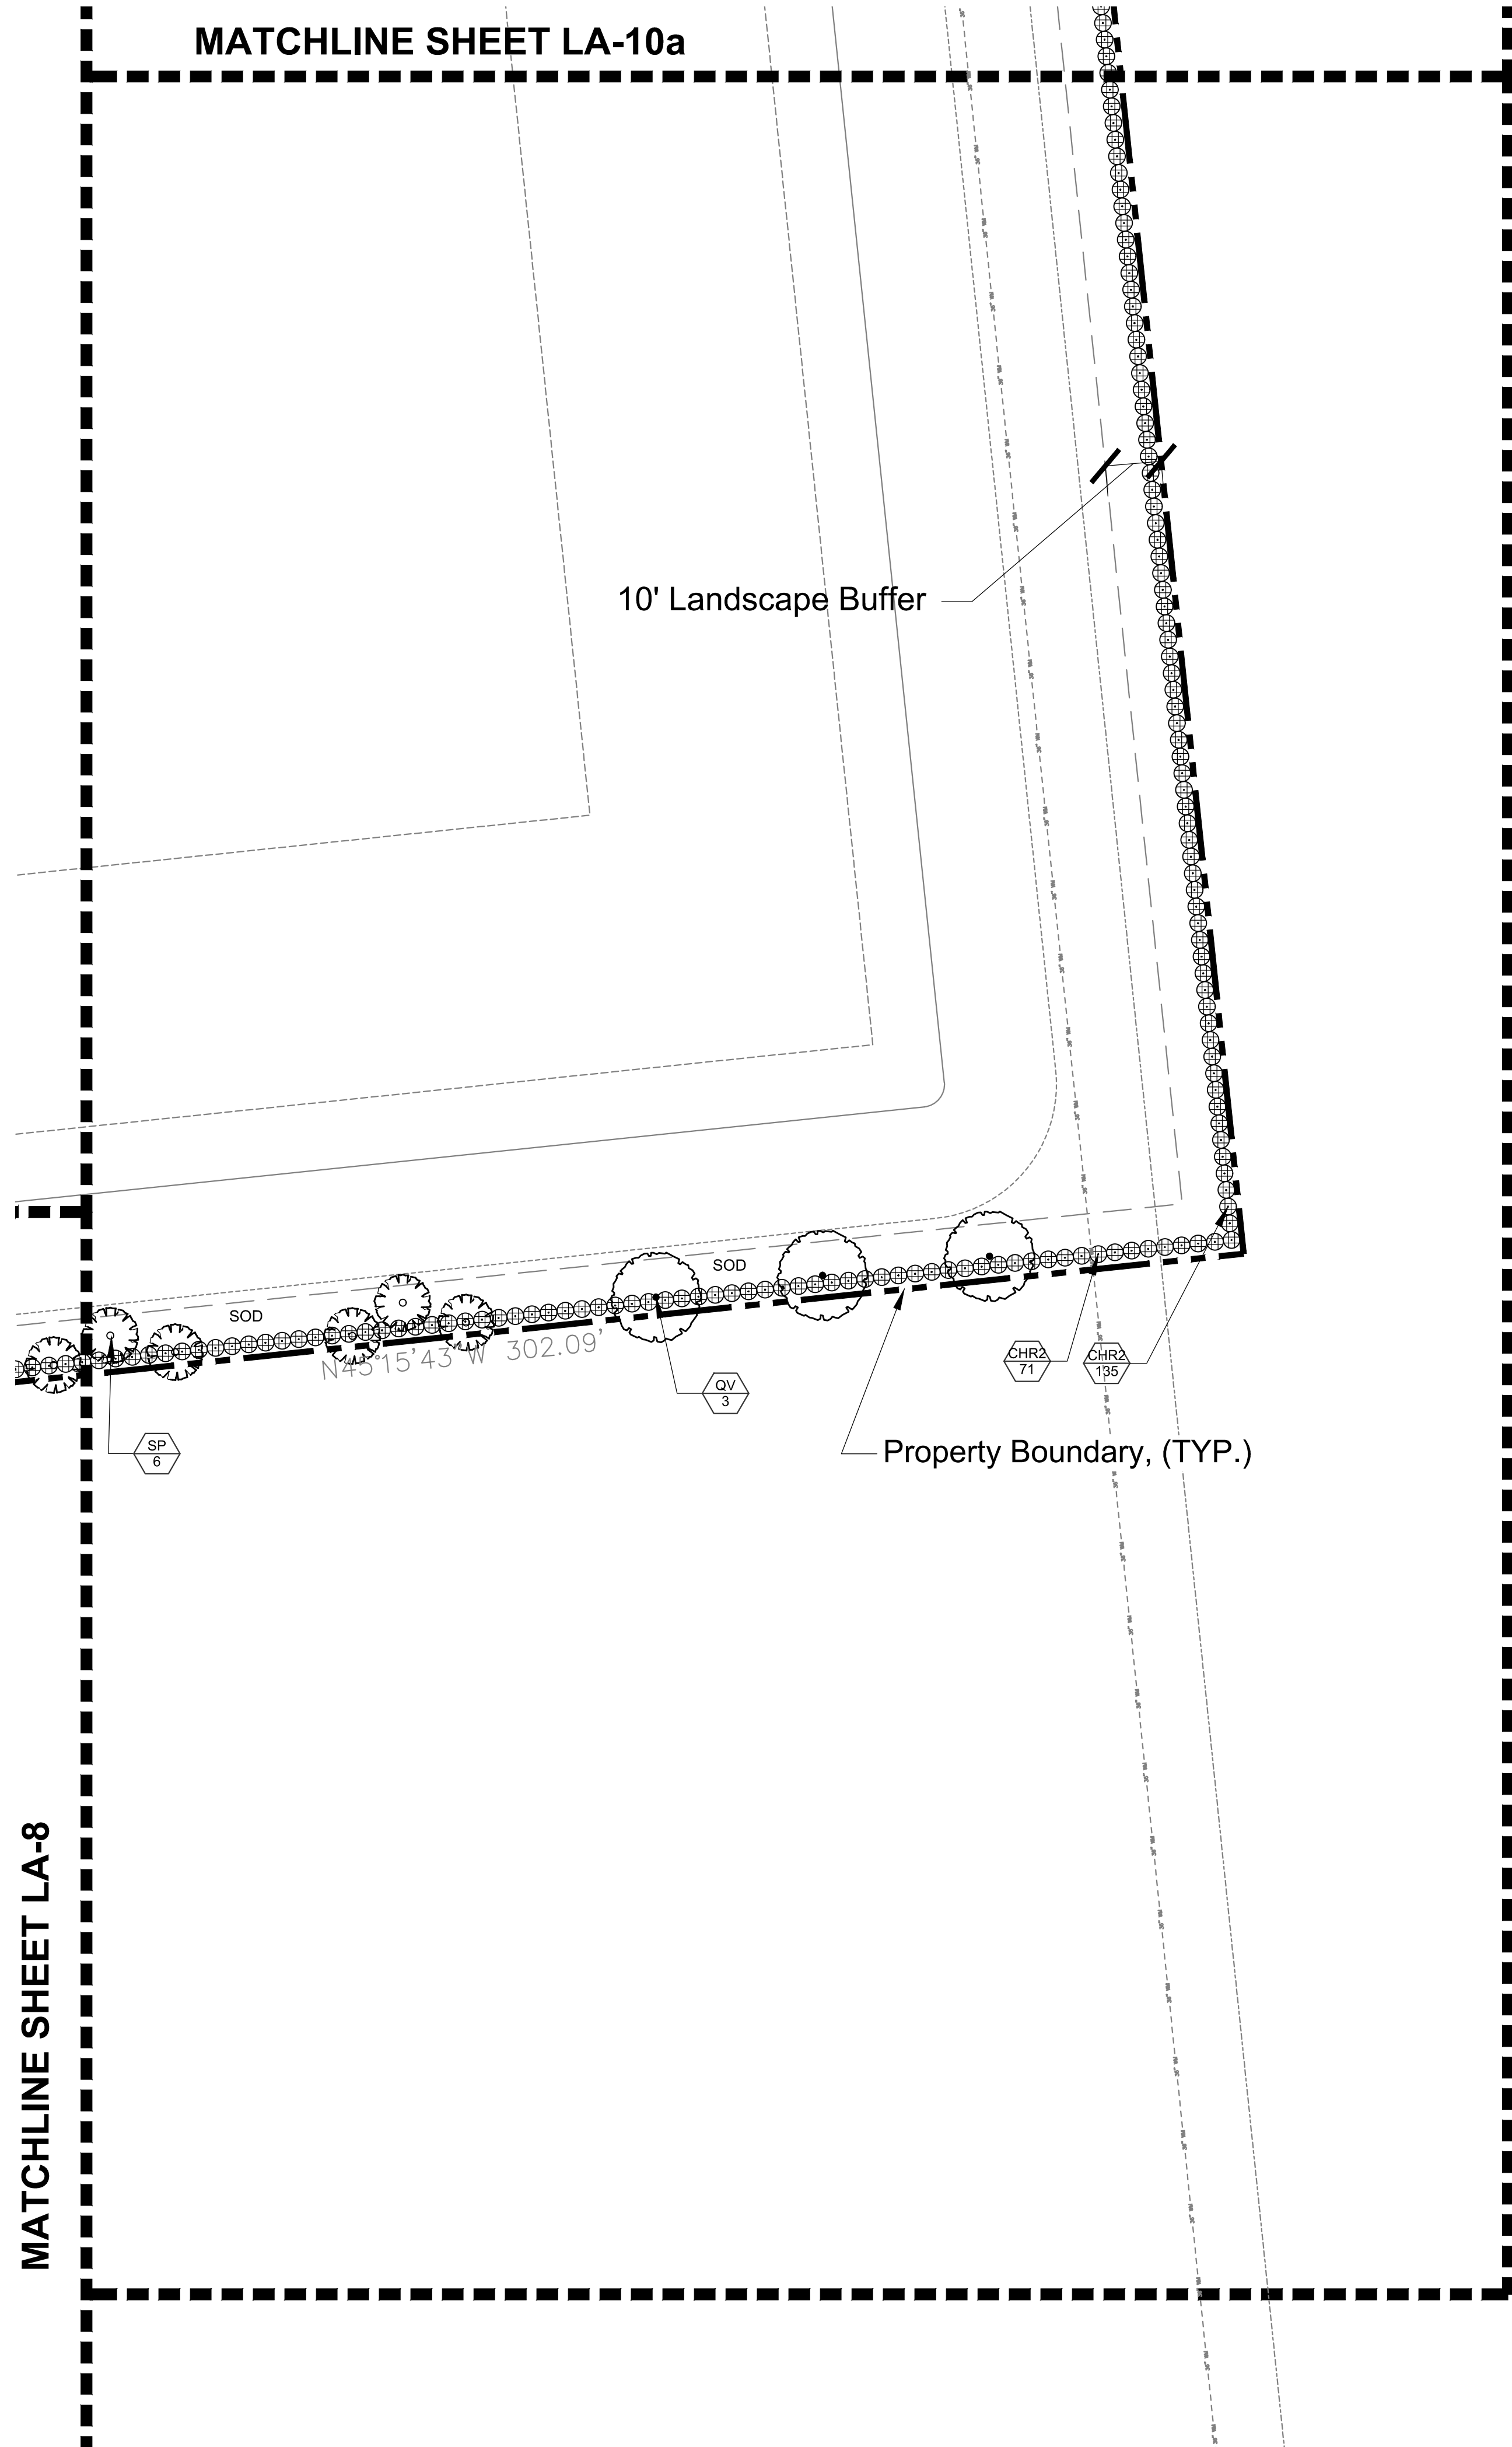 MATCHLINE SHEET LA-10a
10' Landscape Buffer
SOD
SOD
N43°15'43"W 302.09'
CHR2
71
CHR2
135
QV
3
SP
6
Property Boundary, (TYP.)
MATCHLINE SHEET LA-8